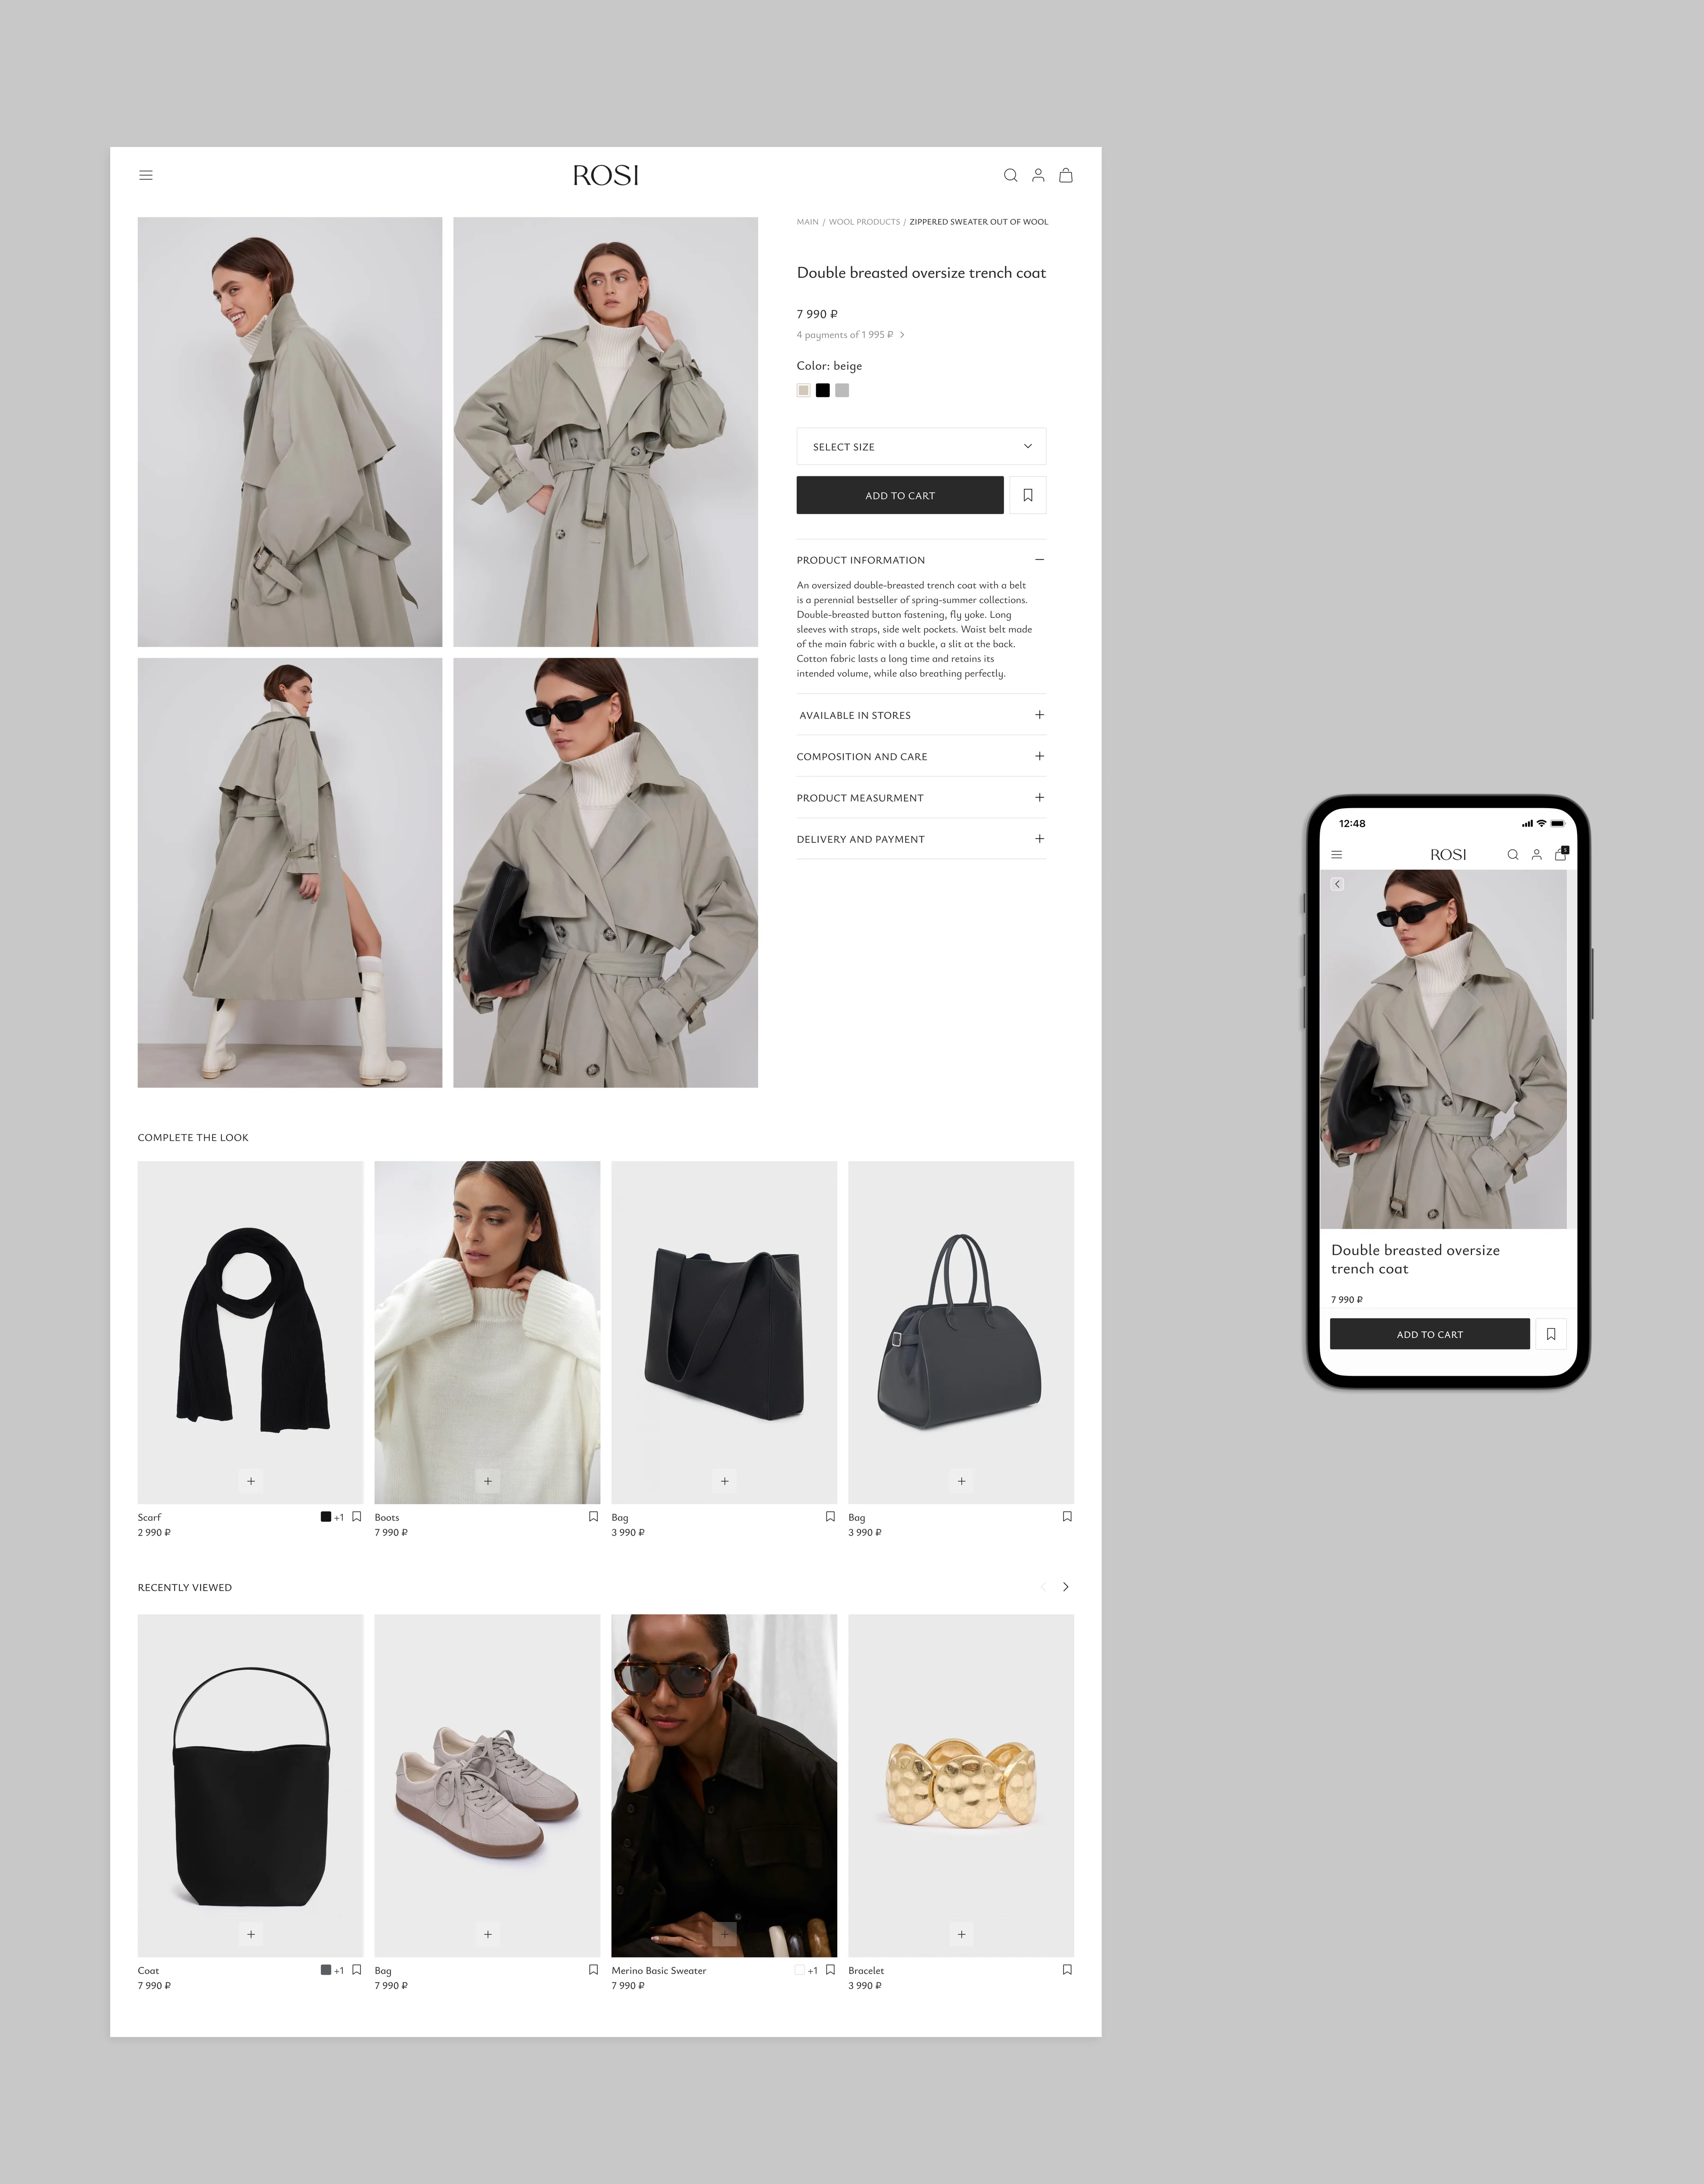 ROSI
MAIN / WOOL PRODUCTS / ZIPPERED SWEATER OUT OF WOOL
Double breasted oversize trench coat
7 990 ₽
4 payments of 1 995 ₽
Color: beige
SELECT SIZE
ADD TO CART
PRODUCT INFORMATION
An oversized double-breasted trench coat with a belt
is a perennial bestseller of spring-summer collections.
Double-breasted button fastening, fly yoke. Long
sleeves with straps, side welt pockets. Waist belt made
of the main fabric with a buckle, a slit at the back.
Cotton fabric lasts a long time and retains its
intended volume, while also breathing perfectly.
AVAILABLE IN STORES
COMPOSITION AND CARE
PRODUCT MEASURMENT
DELIVERY AND PAYMENT
COMPLETE THE LOOK
Scarf +1
2 990 ₽
Boots
7 990 ₽
Bag
3 990 ₽
Bag
3 990 ₽
RECENTLY VIEWED
Coat +1
7 990 ₽
Bag
7 990 ₽
Merino Basic Sweater +1
7 990 ₽
Bracelet
3 990 ₽
12:48
ROSI
Double breasted oversize
trench coat
7 990 ₽
ADD TO CART